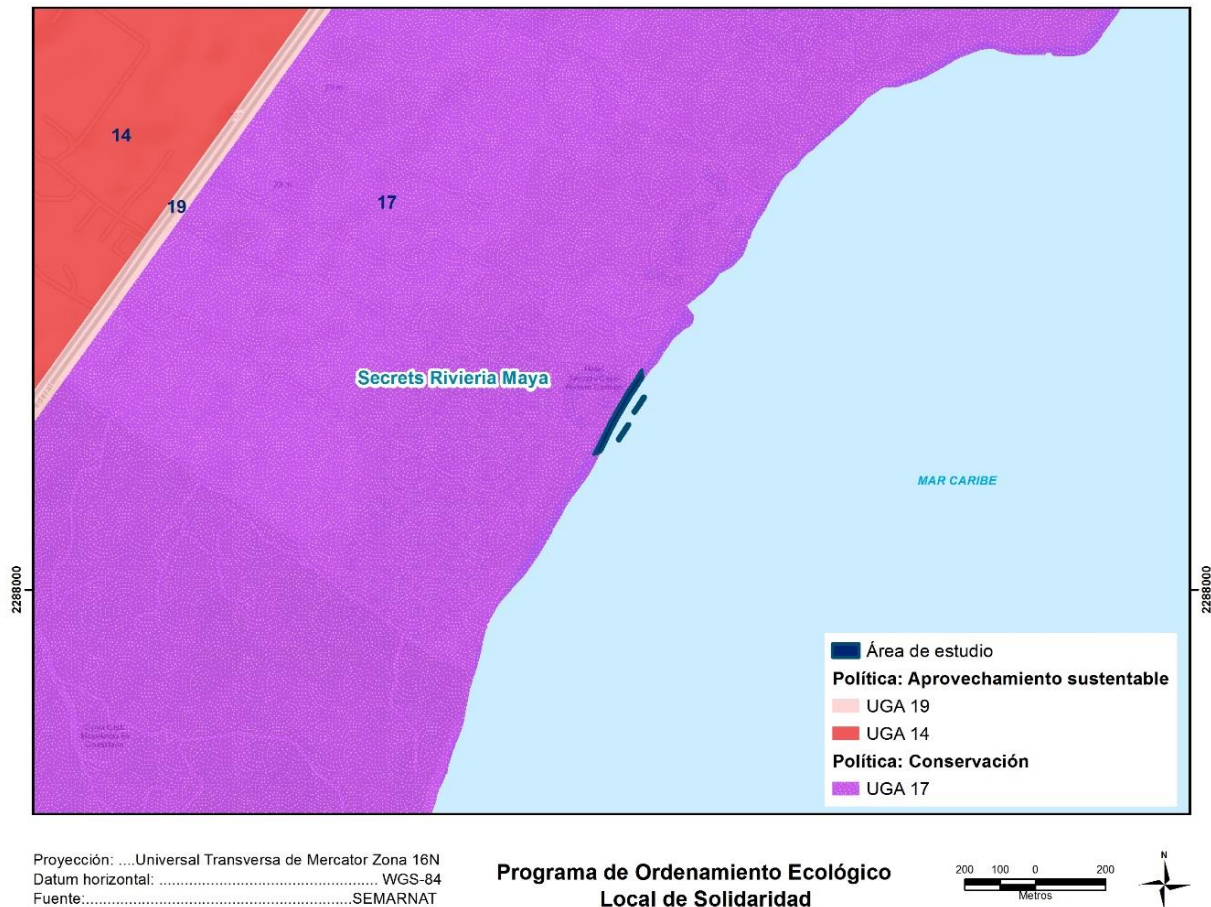 14
19
17
Secrets Rivieria Maya
MAR CARIBE
2288000
2288000
Área de estudio
Política: Aprovechamiento sustentable
UGA 19
UGA 14
Política: Conservación
UGA 17
Proyección: ....Universal Transversa de Mercator Zona 16N
Datum horizontal: ............................................ WGS-84
Fuente:.....................................................SEMARNAT
Programa de Ordenamiento Ecológico
Local de Solidaridad
200 100 0 200
Metros
N